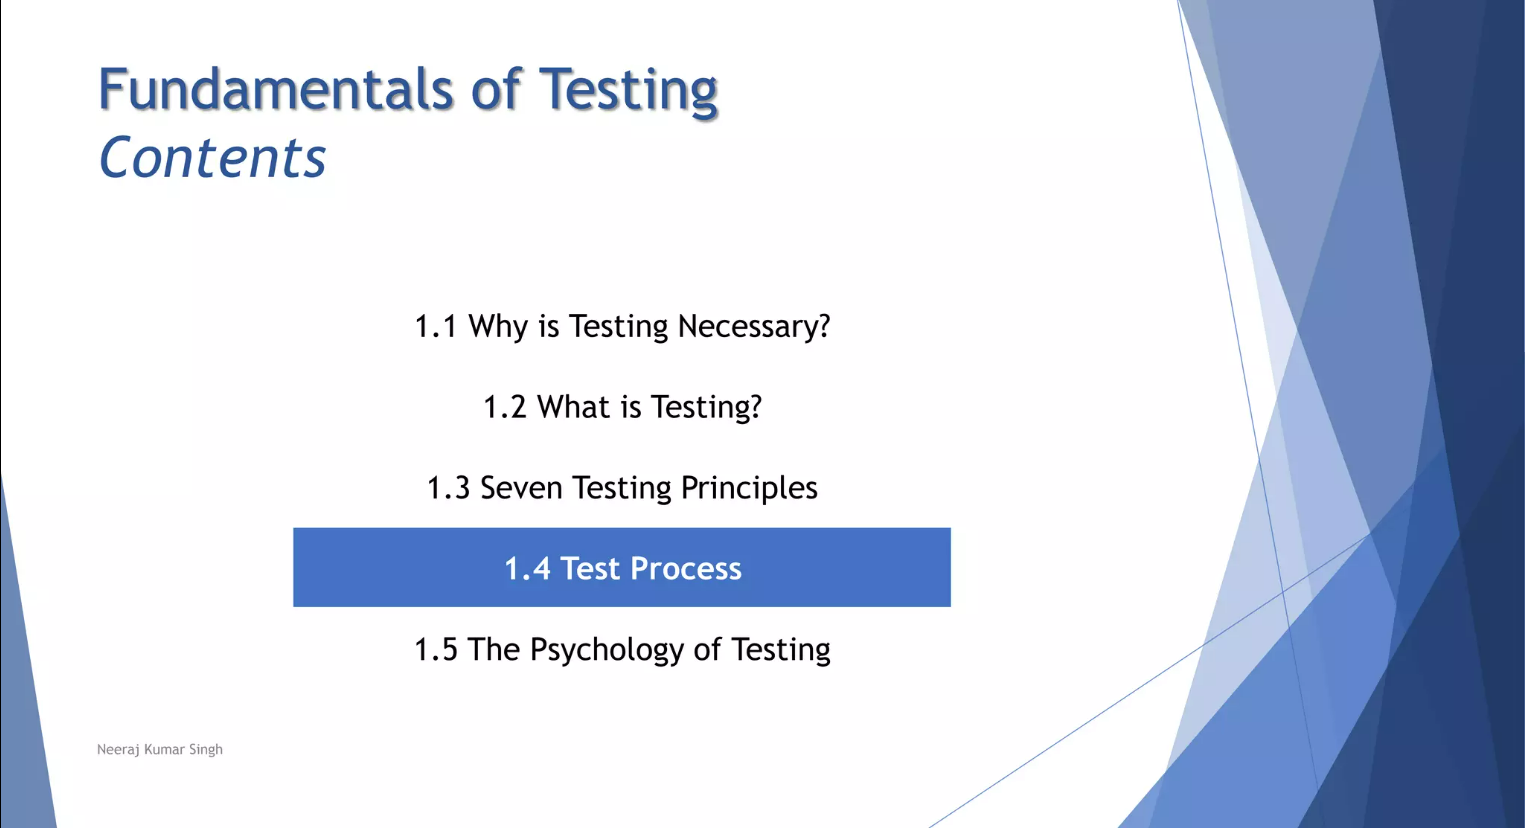 Fundamentals of Testing
Contents
1.1 Why is Testing Necessary?
1.2 What is Testing?
1.3 Seven Testing Principles
1.4 Test Process
1.5 The Psychology of Testing
Neeraj Kumar Singh